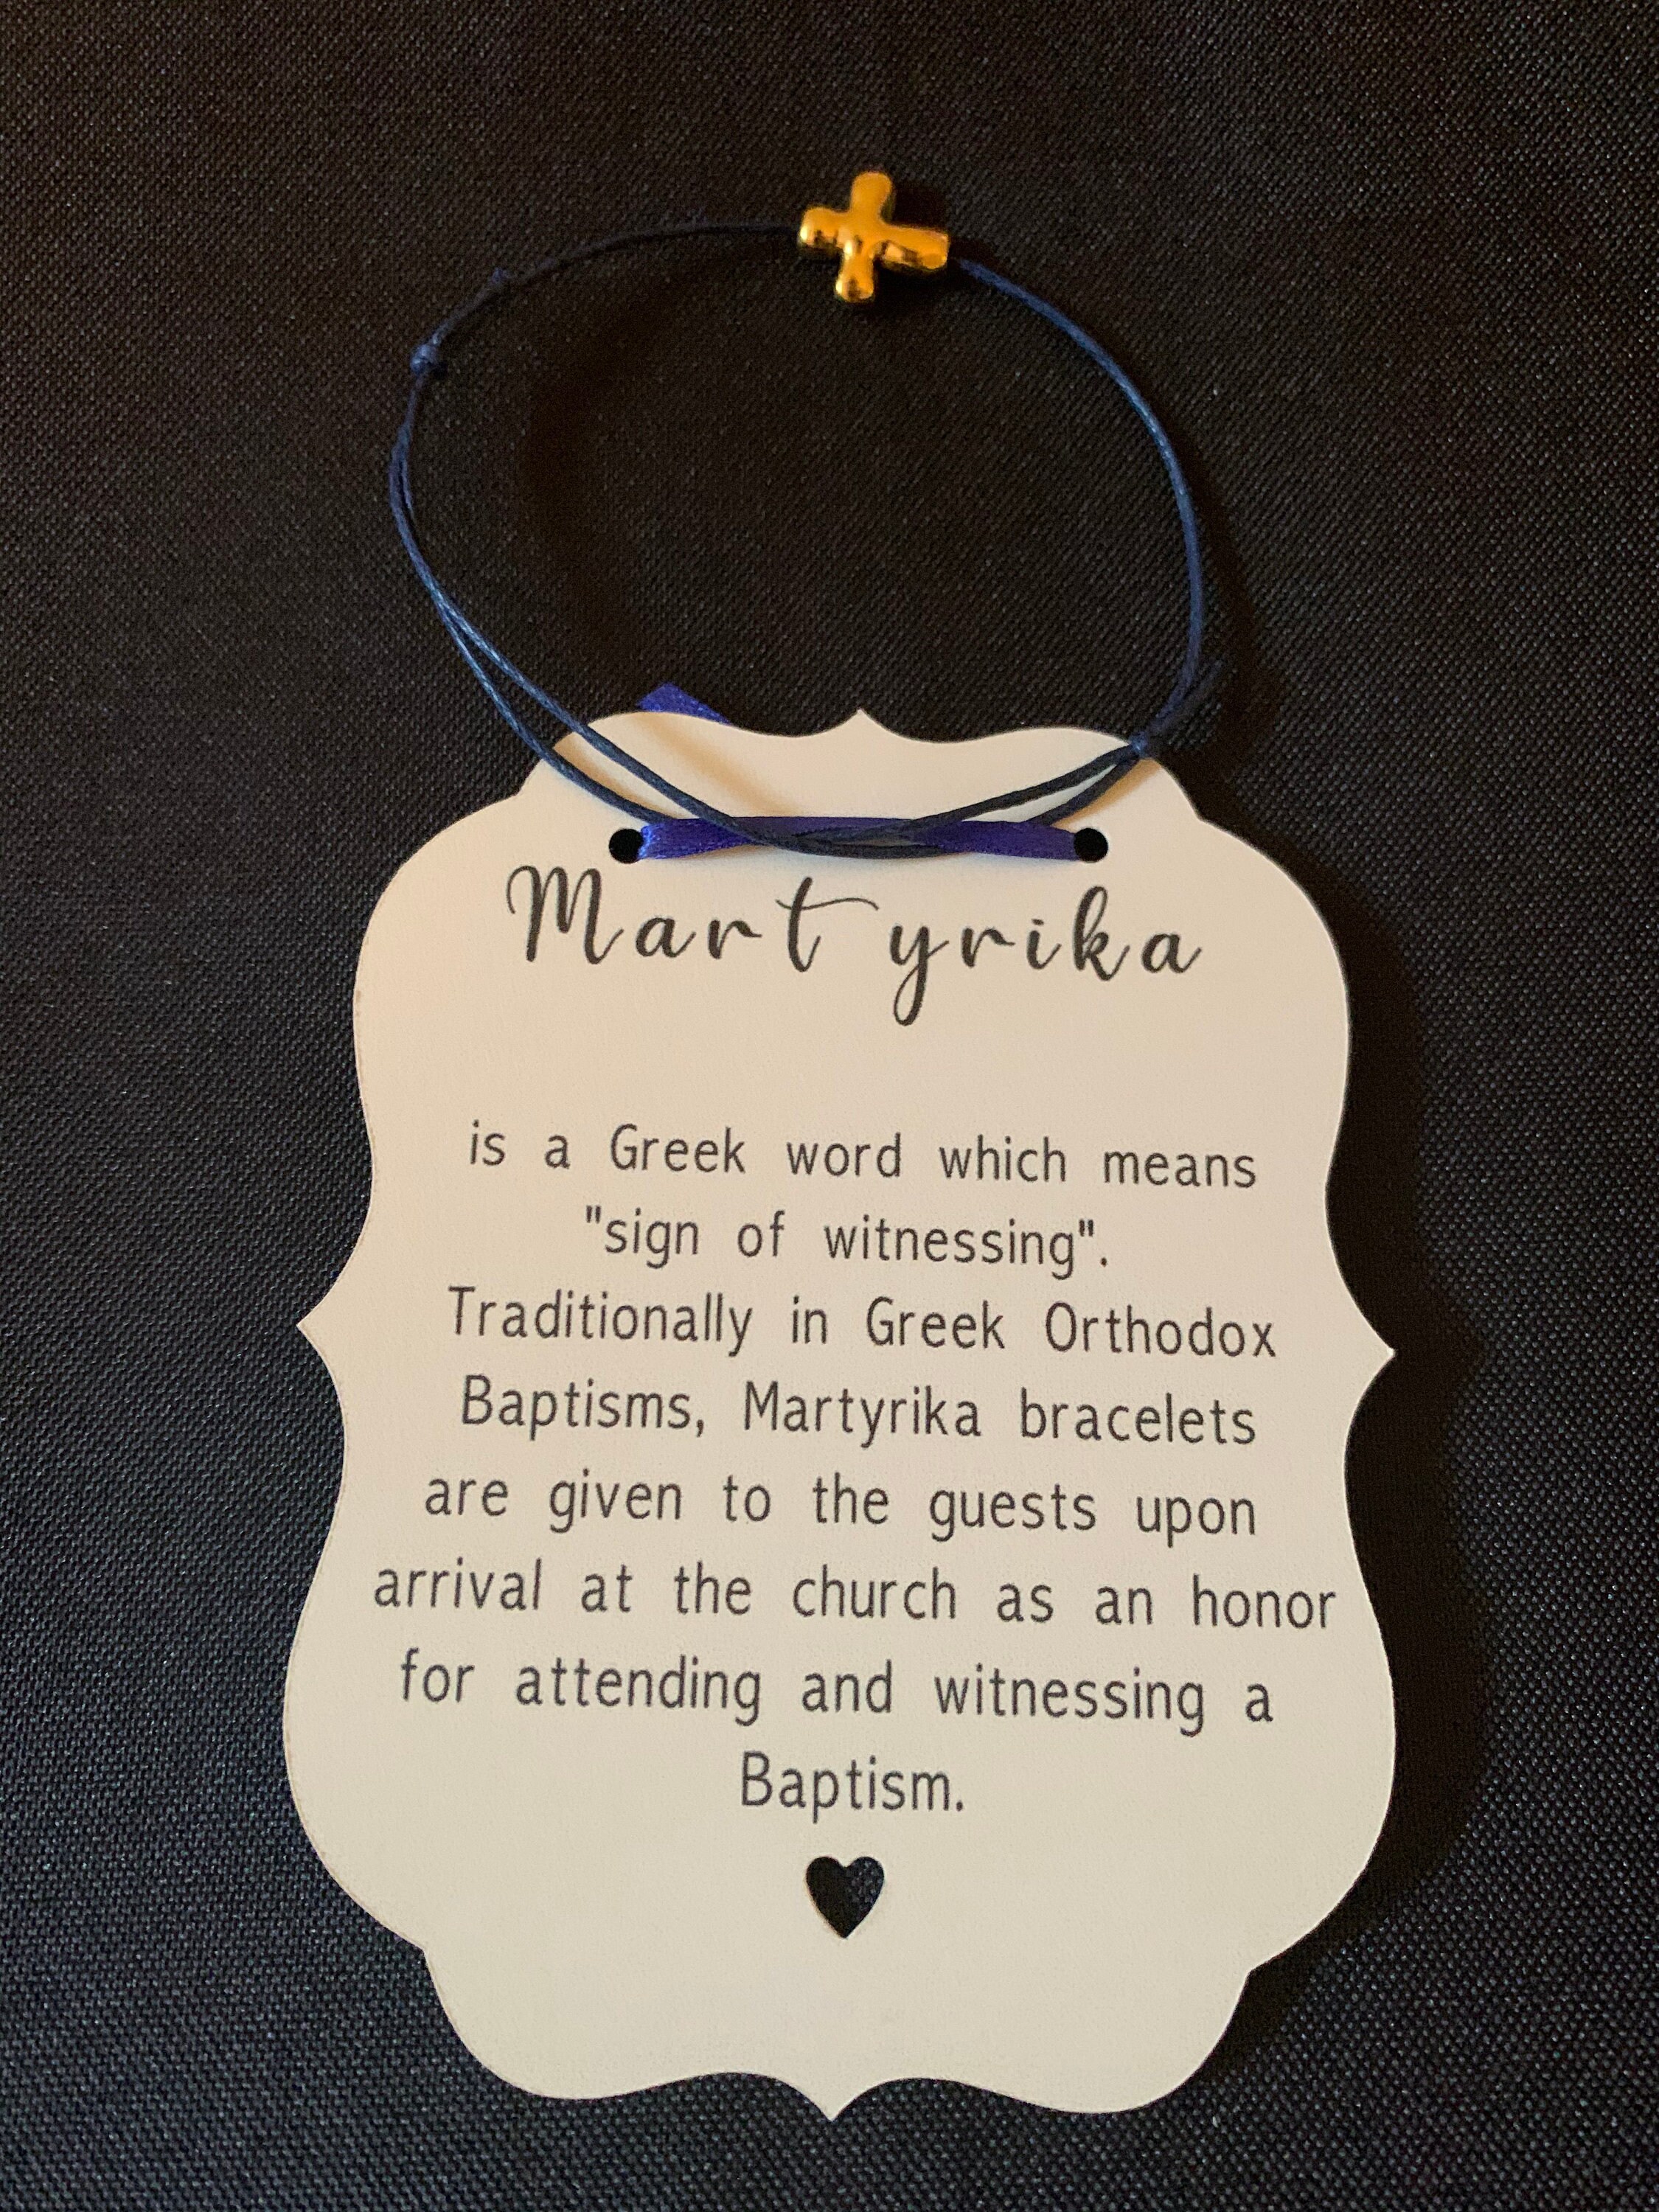 Martyrika
is a Greek word which means
"sign of witnessing".
Traditionally in Greek Orthodox
Baptisms, Martyrika bracelets
are given to the guests upon
arrival at the church as an honor
for attending and witnessing a
Baptism.